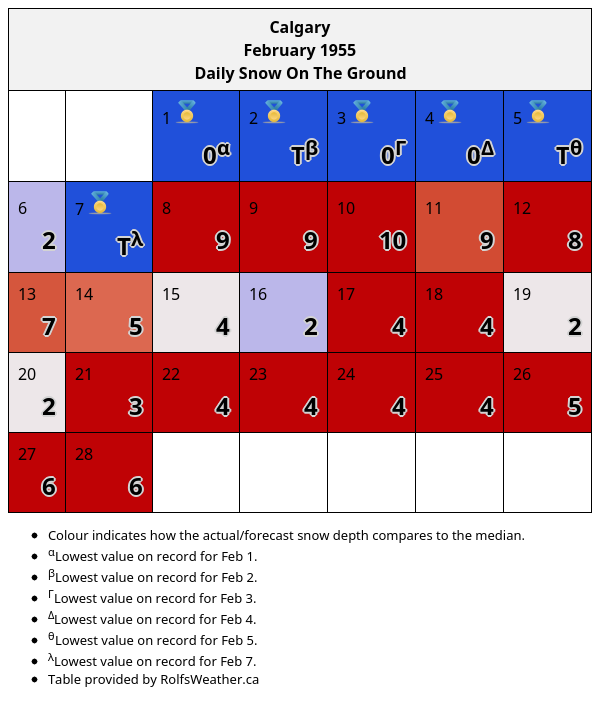 Calgary
February 1955
Daily Snow On The Ground
1 2 3 4 5
0α Tβ 0Γ 0Δ Tθ
6 7 8 9 10 11 12
2 Tλ 9 9 10 9 8
13 14 15 16 17 18 19
7 5 4 2 4 4 2
20 21 22 23 24 25 26
2 3 4 4 4 4 5
27 28
6 6
Colour indicates how the actual/forecast snow depth compares to the median.
αLowest value on record for Feb 1.
βLowest value on record for Feb 2.
ΓLowest value on record for Feb 3.
ΔLowest value on record for Feb 4.
θLowest value on record for Feb 5.
λLowest value on record for Feb 7.
Table provided by RolfsWeather.ca